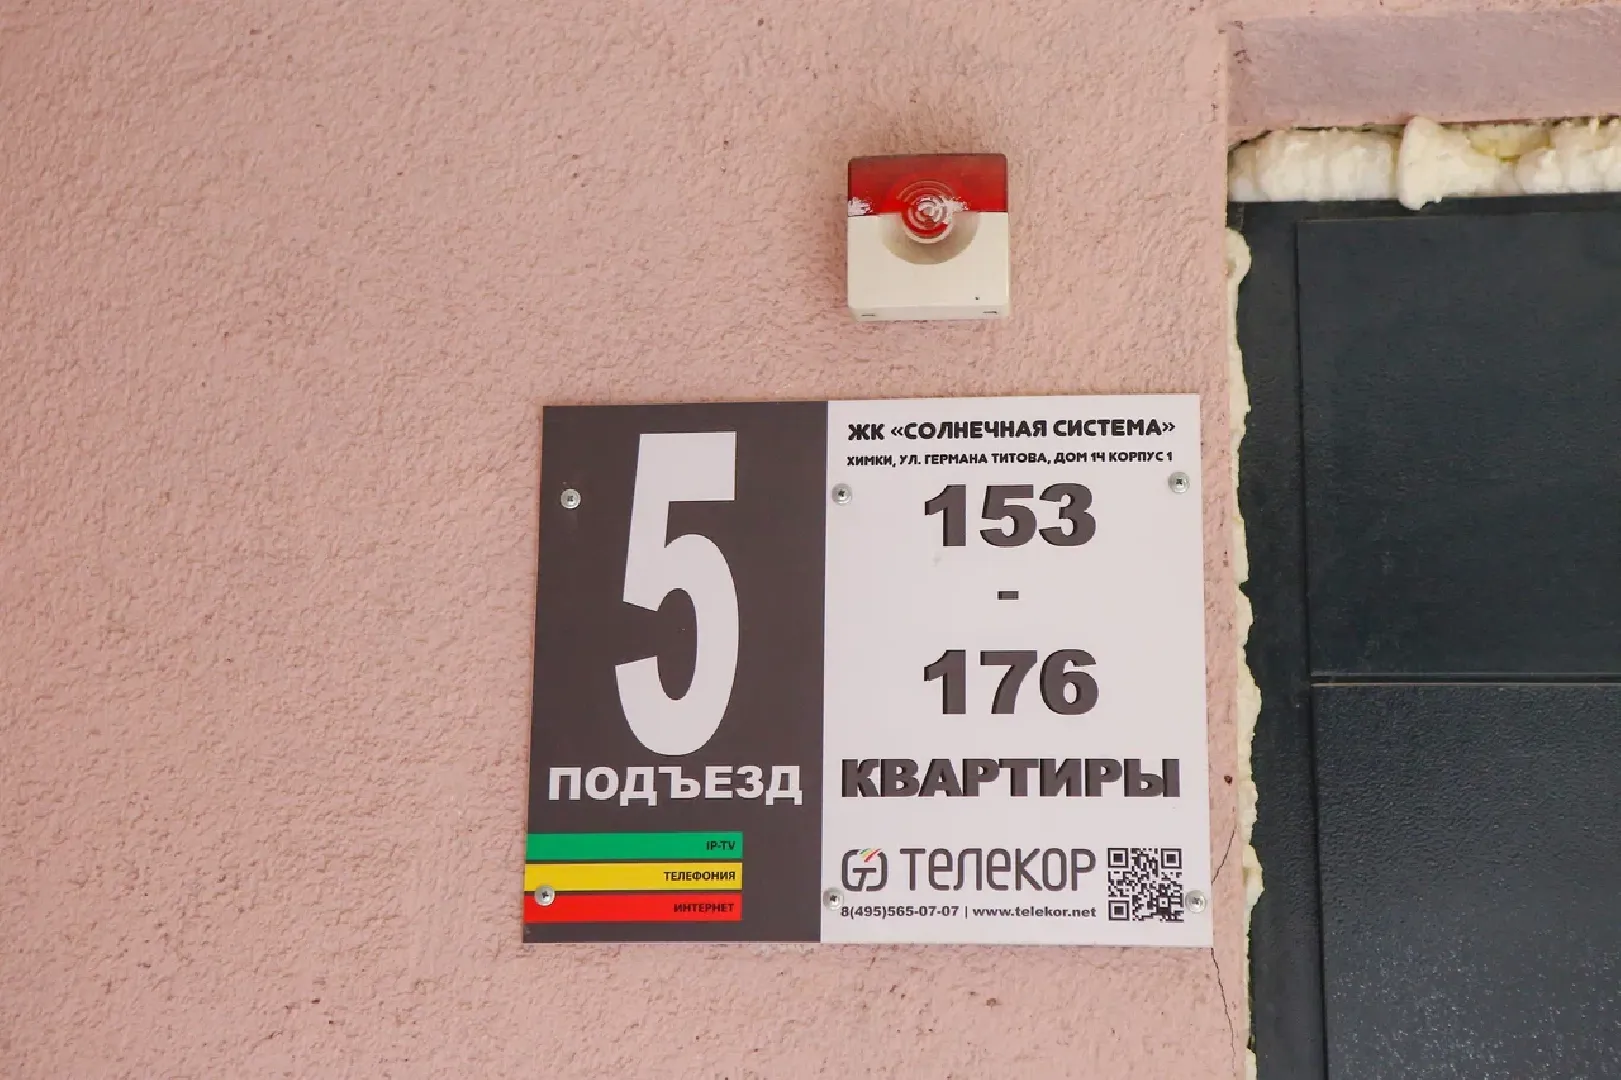 5
ПОДЪЕЗД
IP-TV
ТЕЛЕФОНИЯ
ИНТЕРНЕТ
ЖК «СОЛНЕЧНАЯ СИСТЕМА»
ХИМКИ, УЛ. ГЕРМАНА ТИТОВА, ДОМ 14 КОРПУС 1
153
-
176
КВАРТИРЫ
ТЕЛЕКОР
8(495)565-07-07 | www.telekor.net